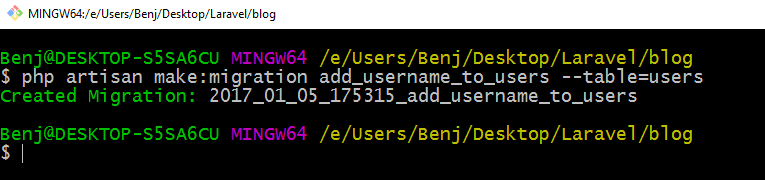 MINGW64:/e/Users/Benj/Desktop/Laravel/blog
Benj@DESKTOP-S5SA6CU MINGW64 /e/Users/Benj/Desktop/Laravel/blog
$ php artisan make:migration add_username_to_users --table=users
Created Migration: 2017_01_05_175315_add_username_to_users
Benj@DESKTOP-S5SA6CU MINGW64 /e/Users/Benj/Desktop/Laravel/blog
$